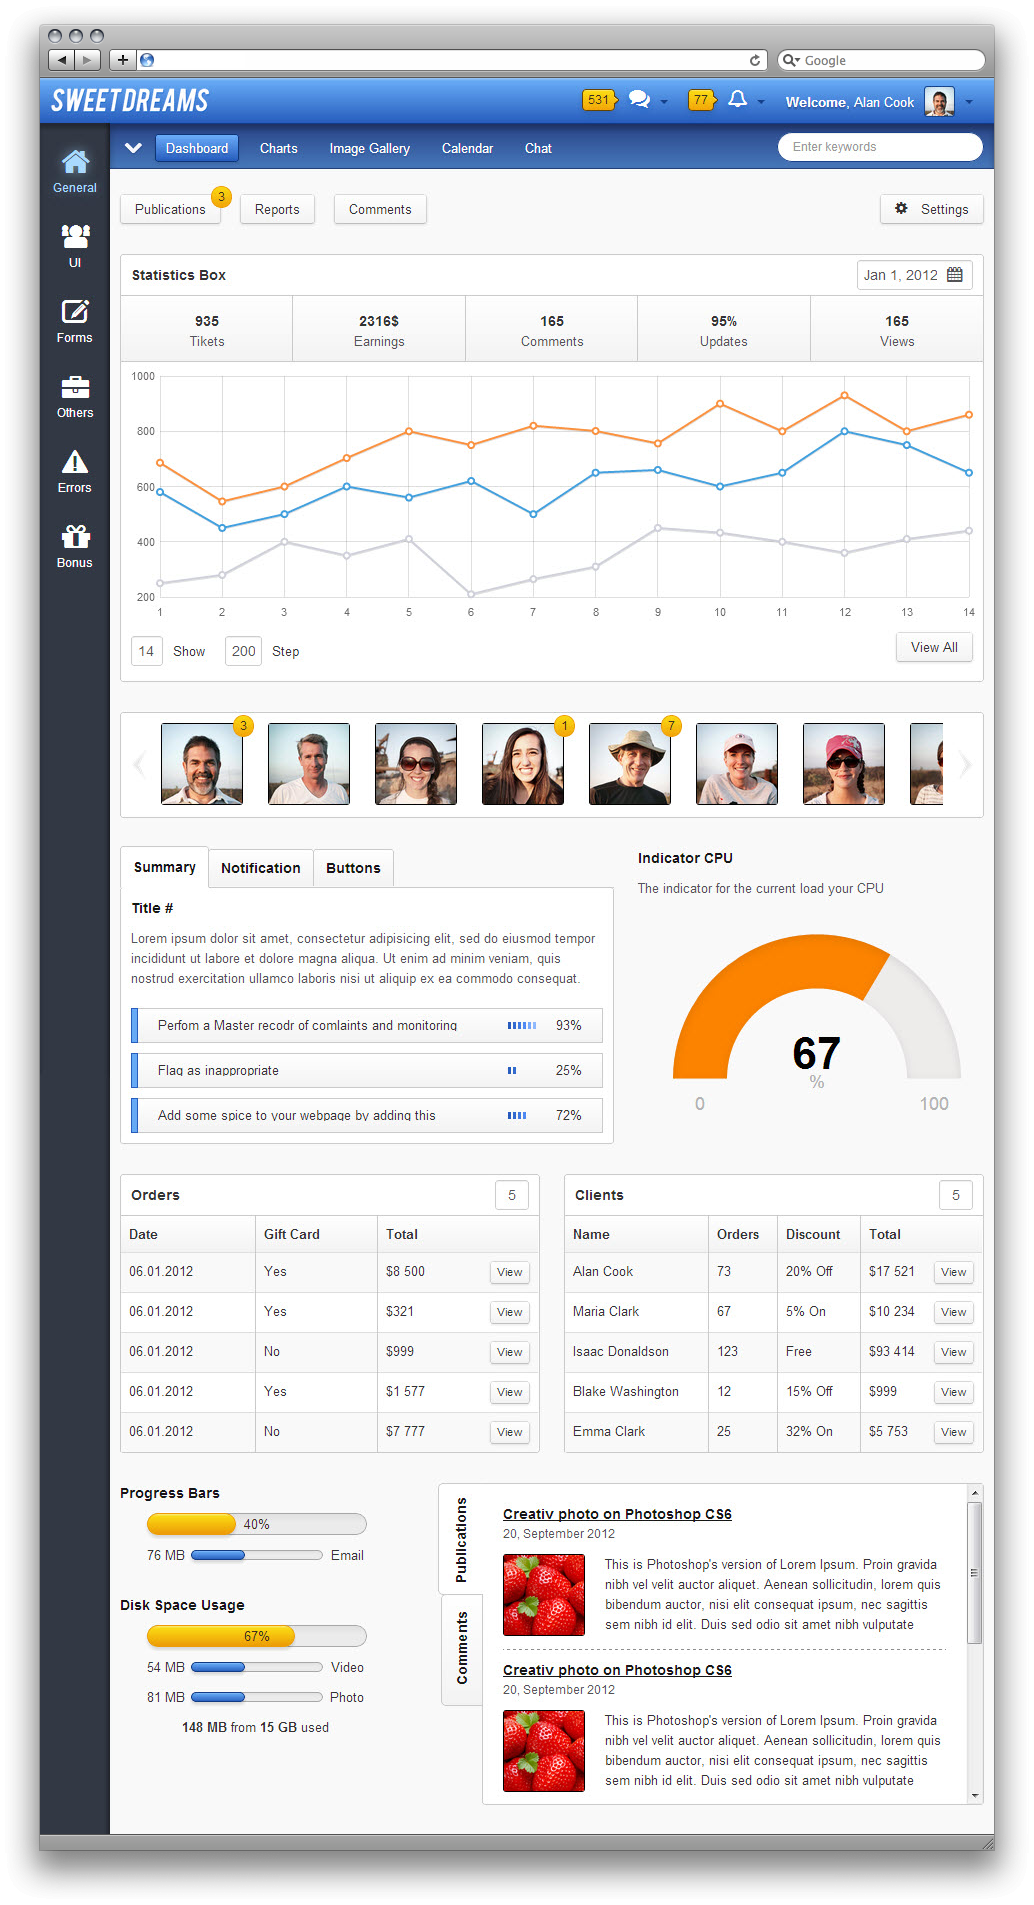 Google
SWEET DREAMS
531
77
Welcome, Alan Cook
Dashboard
Charts
Image Gallery
Calendar
Chat
Enter keywords
General
UI
Forms
Others
Errors
Bonus
Publications
3
Reports
Comments
Settings
Statistics Box
Jan 1, 2012
935
Tikets
2316$
Earnings
165
Comments
95%
Updates
165
Views
1000
800
600
400
200
1 2 3 4 5 6 7 8 9 10 11 12 13 14
14 Show 200 Step
View All
3
1
7
Summary
Notification
Buttons
Title #
Lorem ipsum dolor sit amet, consectetur adipisicing elit, sed do eiusmod tempor
incididunt ut labore et dolore magna aliqua. Ut enim ad minim veniam, quis
nostrud exercitation ullamco laboris nisi ut aliquip ex ea commodo consequat.
Perfom a Master recodr of comlaints and monitoring 93%
Flag as inappropriate 25%
Add some spice to your webpage by adding this 72%
Indicator CPU
The indicator for the current load your CPU
67
%
0 100
Orders 5
Date Gift Card Total
06.01.2012 Yes $8 500 View
06.01.2012 Yes $321 View
06.01.2012 No $999 View
06.01.2012 Yes $1 577 View
06.01.2012 No $7 777 View
Clients 5
Name Orders Discount Total
Alan Cook 73 20% Off $17 521 View
Maria Clark 67 5% On $10 234 View
Isaac Donaldson 123 Free $93 414 View
Blake Washington 12 15% Off $999 View
Emma Clark 25 32% On $5 753 View
Progress Bars
40%
76 MB Email
Disk Space Usage
67%
54 MB Video
81 MB Photo
148 MB from 15 GB used
Publications
Comments
Creativ photo on Photoshop CS6
20, September 2012
This is Photoshop's version of Lorem Ipsum. Proin gravida
nibh vel velit auctor aliquet. Aenean sollicitudin, lorem quis
bibendum auctor, nisi elit consequat ipsum, nec sagittis
sem nibh id elit. Duis sed odio sit amet nibh vulputate
Creativ photo on Photoshop CS6
20, September 2012
This is Photoshop's version of Lorem Ipsum. Proin gravida
nibh vel velit auctor aliquet. Aenean sollicitudin, lorem quis
bibendum auctor, nisi elit consequat ipsum, nec sagittis
sem nibh id elit. Duis sed odio sit amet nibh vulputate